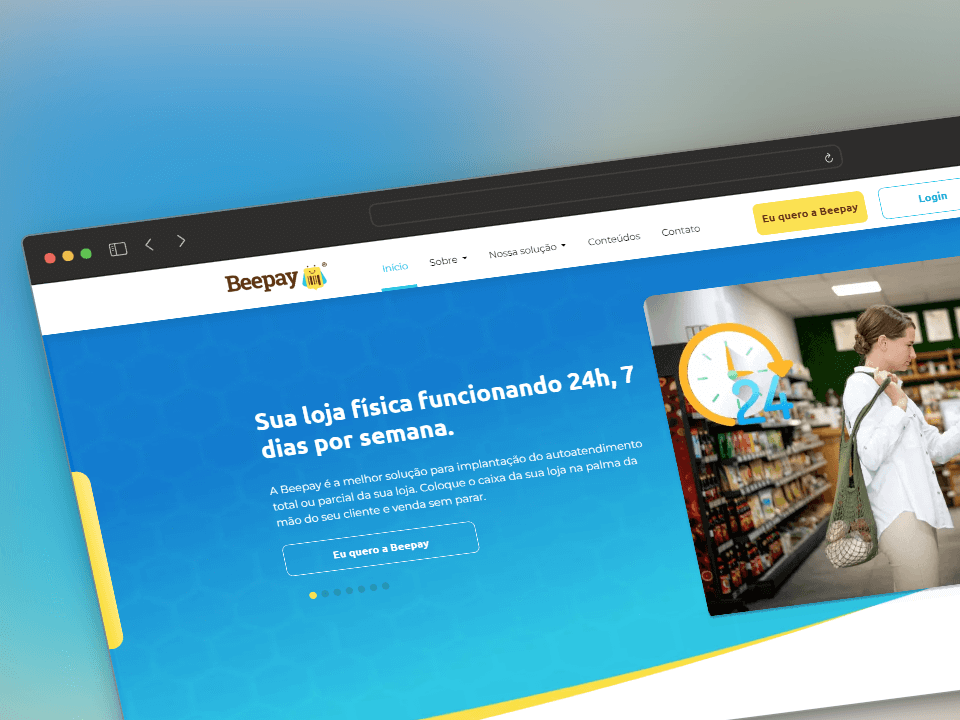 Beepay ®
Início Sobre Nossa solução Conteúdos Contato
Eu quero a Beepay
Login
Sua loja física funcionando 24h, 7
dias por semana.
A Beepay é a melhor solução para implantação do autoatendimento
total ou parcial da sua loja. Coloque o caixa da sua loja na palma da
mão do seu cliente e venda sem parar.
Eu quero a Beepay
24